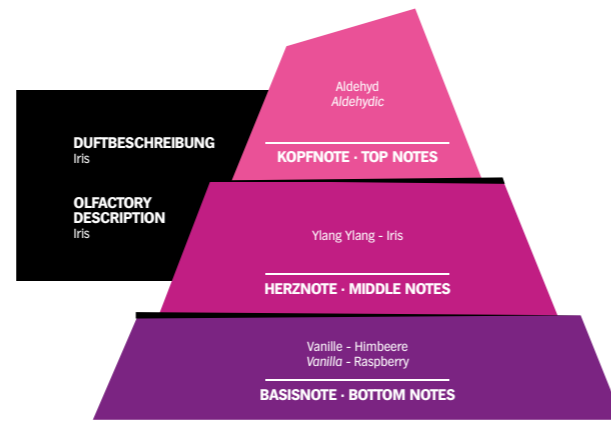 DUFTBESCHREIBUNG
Iris
OLFACTORY
DESCRIPTION
Iris
Aldehyd
Aldehydic
KOPFNOTE · TOP NOTES
Ylang Ylang - Iris
HERZNOTE · MIDDLE NOTES
Vanille - Himbeere
Vanilla - Raspberry
BASISNOTE · BOTTOM NOTES